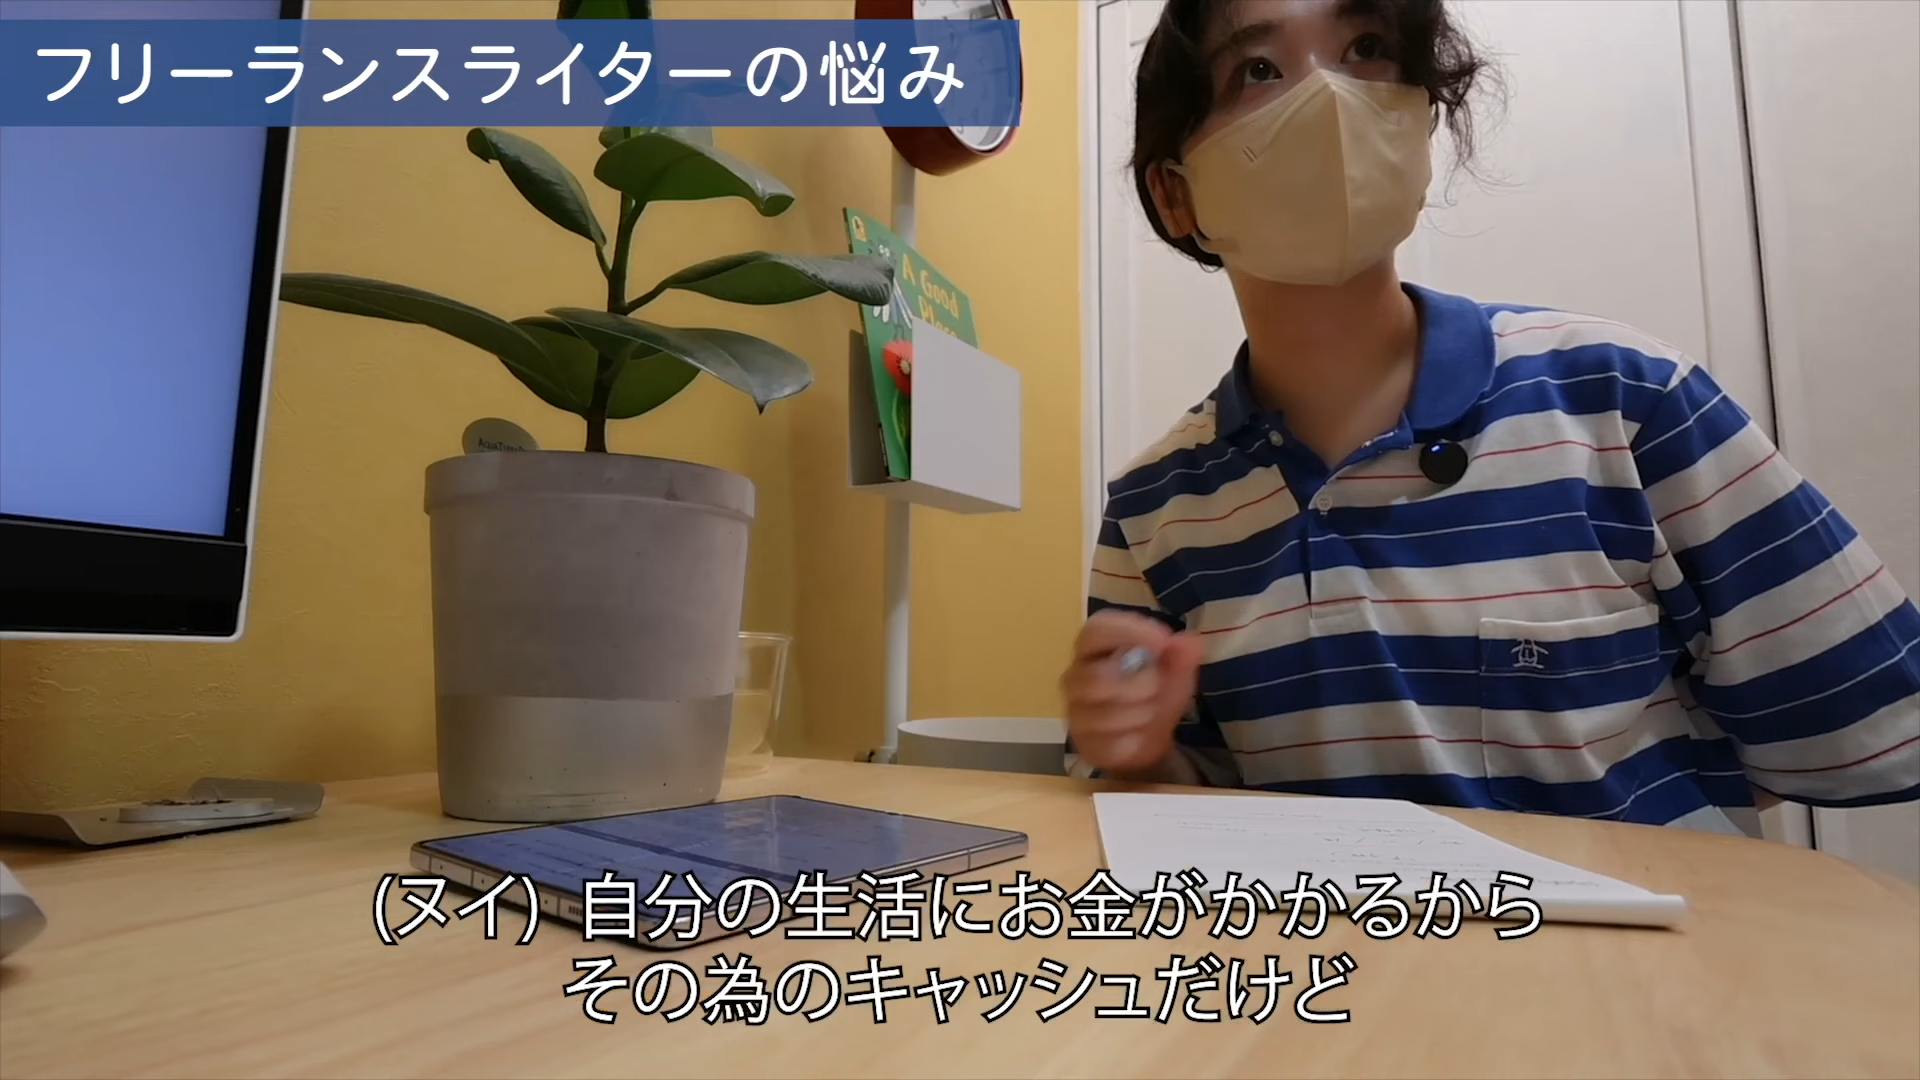 フリーランスライターの悩み
A Good
Place
(ヌイ) 自分の生活にお金がかかるから
その為のキャッシュだけど